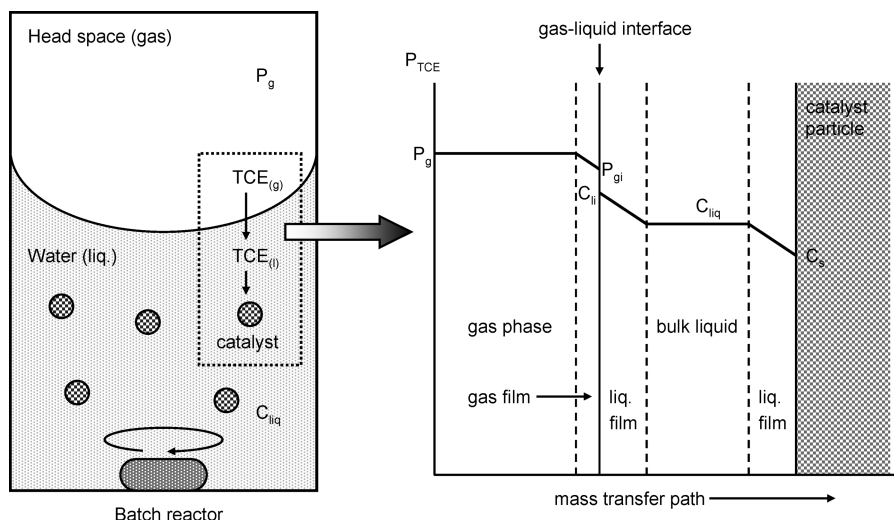 Head space (gas)
P_g
TCE_(g)
TCE_(l)
Water (liq.)
catalyst
C_liq
Batch reactor
gas-liquid interface
P_TCE
P_g
P_gi
C_li
C_liq
C_s
catalyst
particle
gas phase
bulk liquid
gas film
liq.
film
liq.
film
mass transfer path